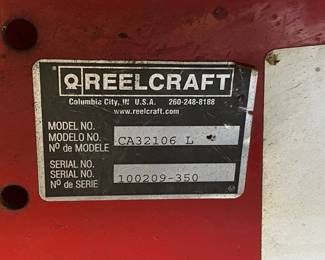 REELCRAFT
Columbia City, IN U.S.A. 260-248-8188
www.reelcraft.com
MODEL NO.
MODELO NO. CA32106 L
Nº de MODELE
SERIAL NO.
SERIAL NO. 100209-350
Nº de SERIE